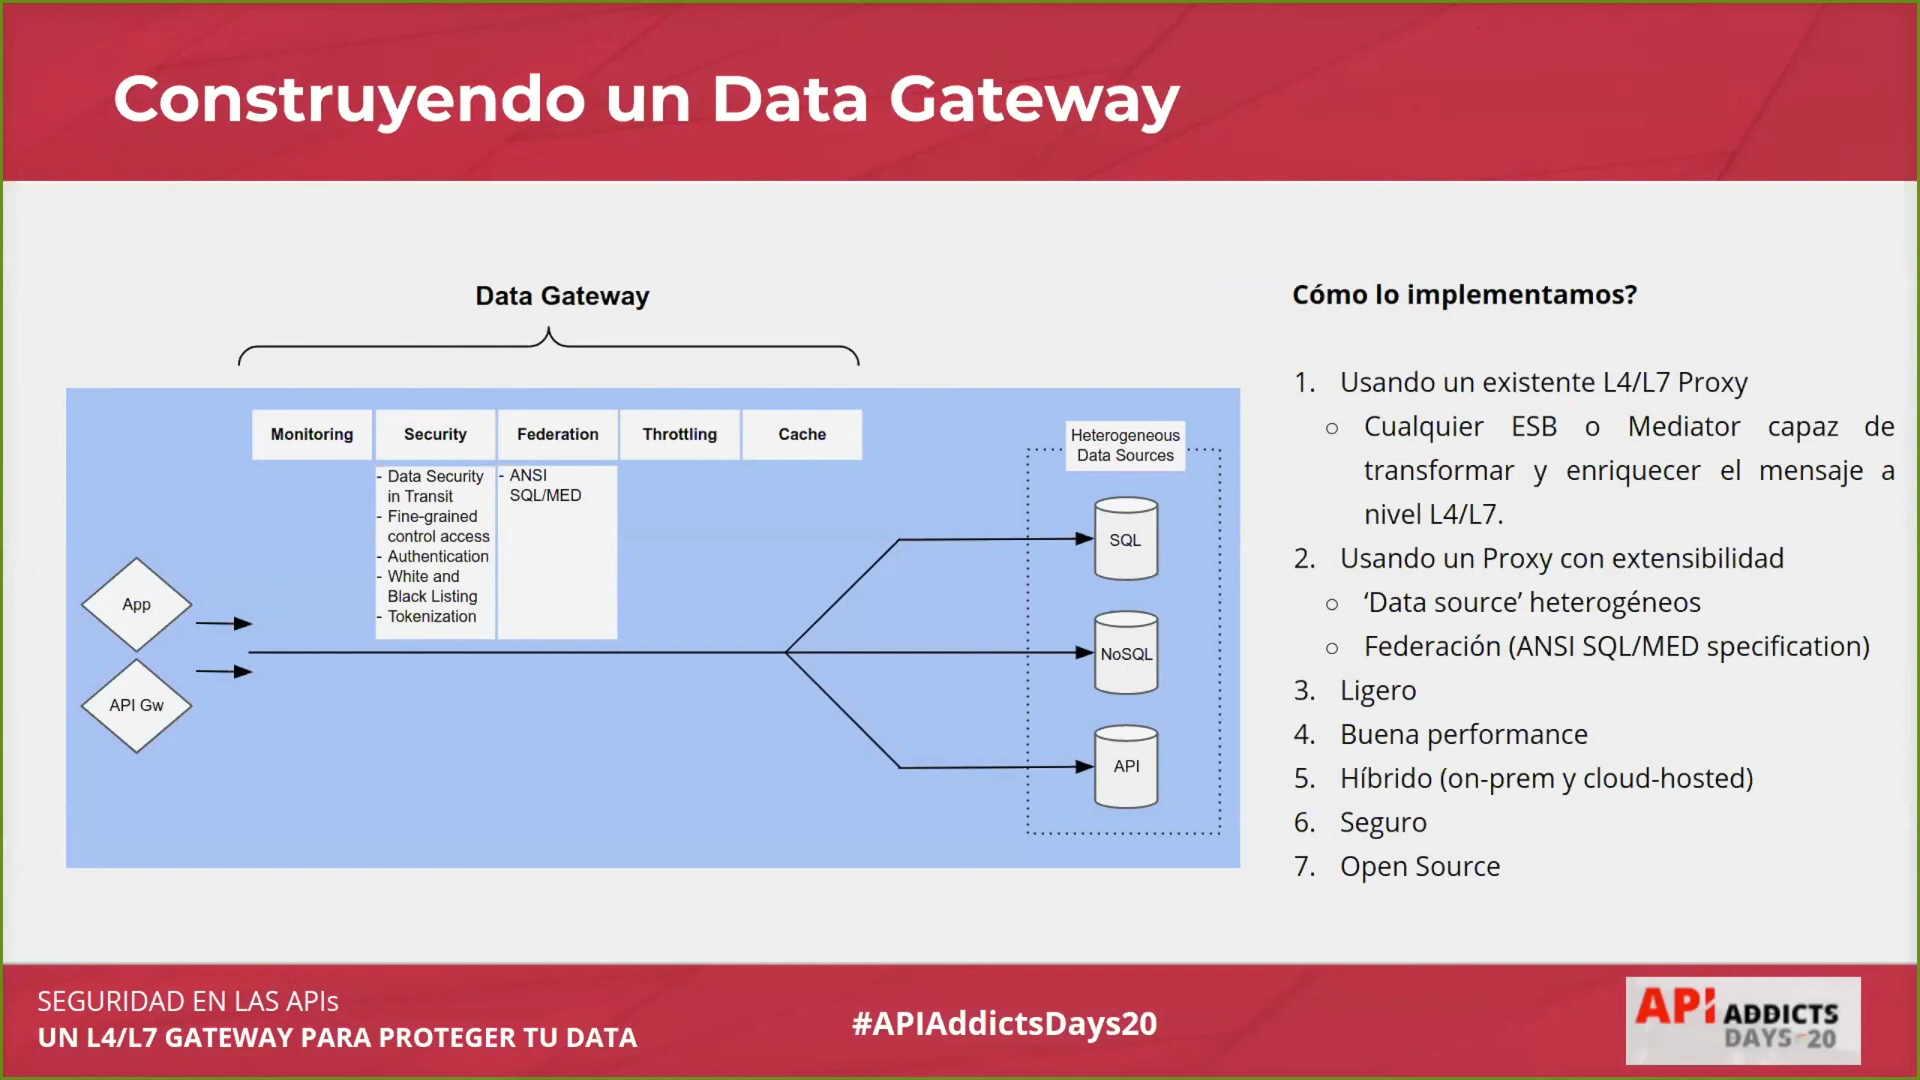 Construyendo un Data Gateway
Data Gateway
Monitoring
Security
Federation
Throttling
Cache
- Data Security
in Transit
- Fine-grained
control access
- Authentication
- White and
Black Listing
- Tokenization
- ANSI
SQL/MED
App
API Gw
Heterogeneous
Data Sources
SQL
NoSQL
API
Cómo lo implementamos?
1. Usando un existente L4/L7 Proxy
○ Cualquier ESB o Mediator capaz de
transformar y enriquecer el mensaje a
nivel L4/L7.
2. Usando un Proxy con extensibilidad
○ ‘Data source’ heterogéneos
○ Federación (ANSI SQL/MED specification)
3. Ligero
4. Buena performance
5. Híbrido (on-prem y cloud-hosted)
6. Seguro
7. Open Source
SEGURIDAD EN LAS APIs
UN L4/L7 GATEWAY PARA PROTEGER TU DATA
#APIAddictsDays20
API ADDICTS
DAYS 20